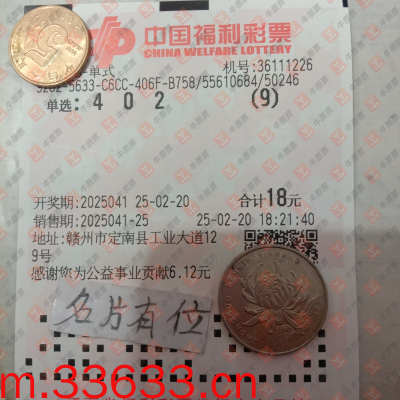 中国福利彩票
CHINA WELFARE LOTTERY
单式 机号:36111226
5633-C6CC-406F-B758/55610684/50246
单选: 4 0 2 (9)
开奖期:2025041 25-02-20 合计18元
销售期:2025041-25 25-02-20 18:21:40
地址:赣州市定南县工业大道12
9号
感谢您为公益事业贡献6.12元
名片有位
m.33633.cn